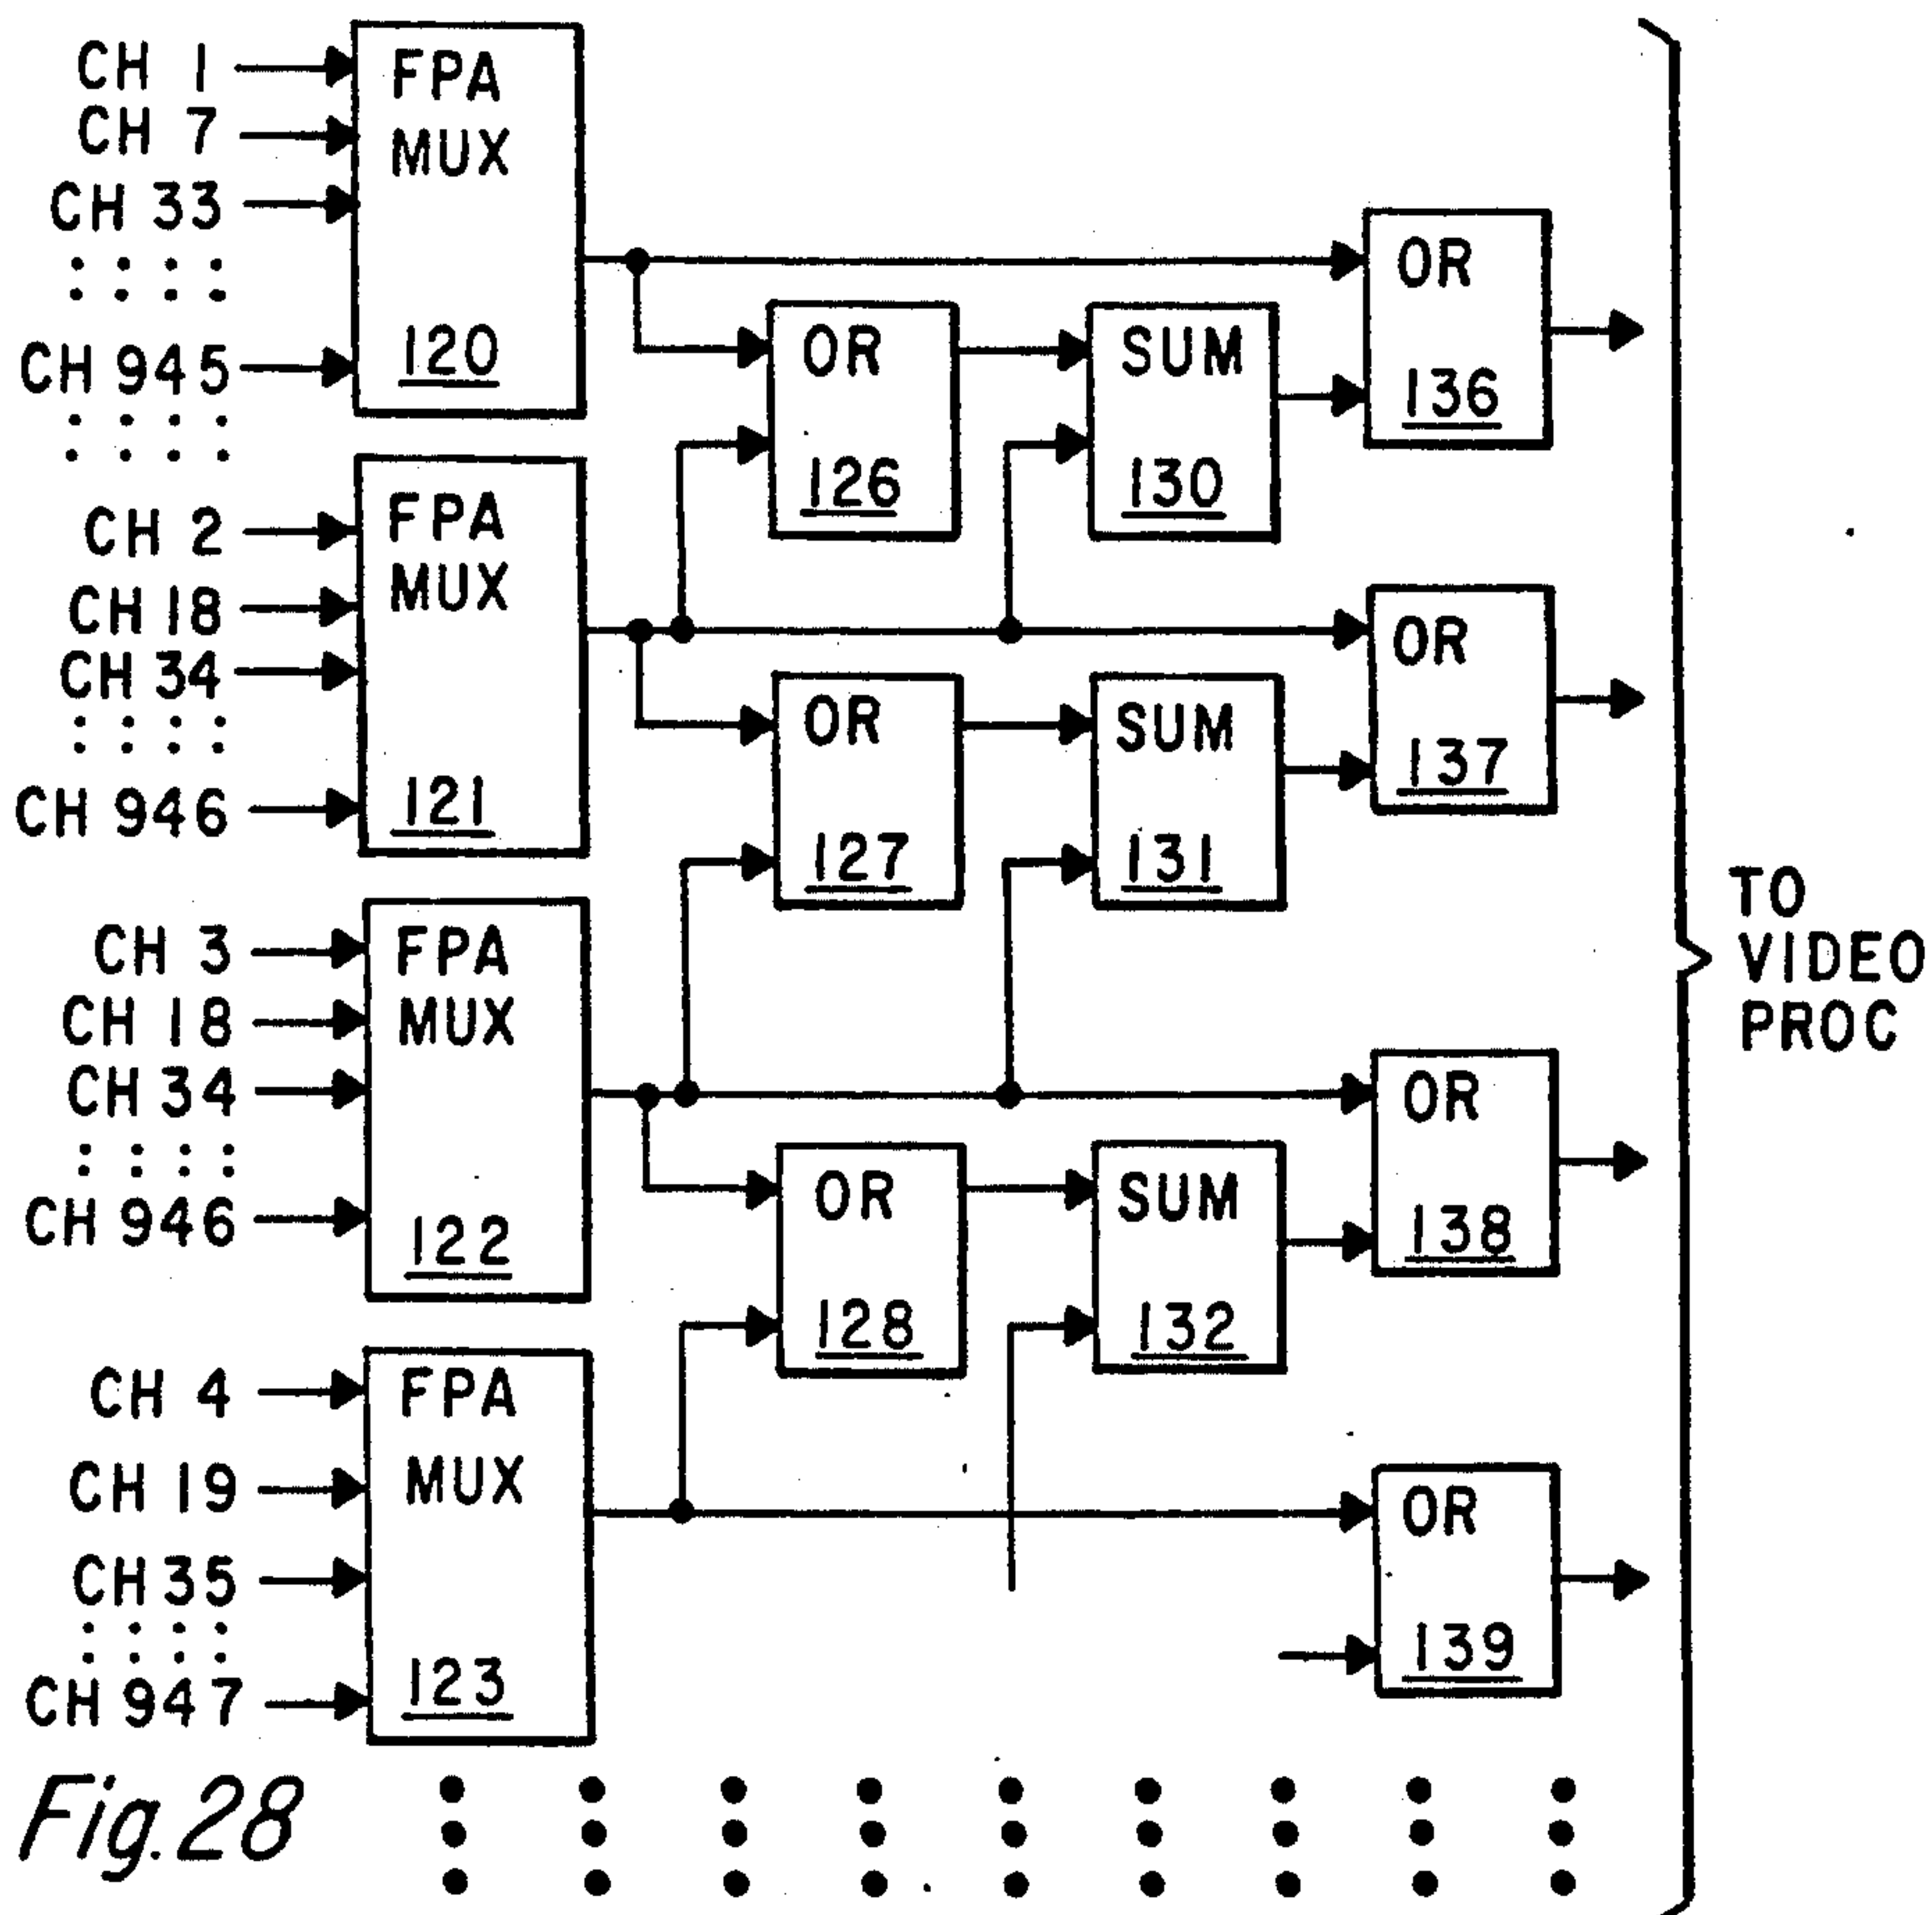 CH 1
CH 7
CH 33
CH 945
FPA
MUX
120
OR
126
SUM
130
OR
136
CH 2
CH 18
CH 34
CH 946
FPA
MUX
121
OR
127
SUM
131
OR
137
TO
VIDEO
PROC
CH 3
CH 18
CH 34
CH 946
FPA
MUX
122
OR
128
SUM
132
OR
138
CH 4
CH 19
CH 35
CH 947
FPA
MUX
123
OR
139
Fig. 28